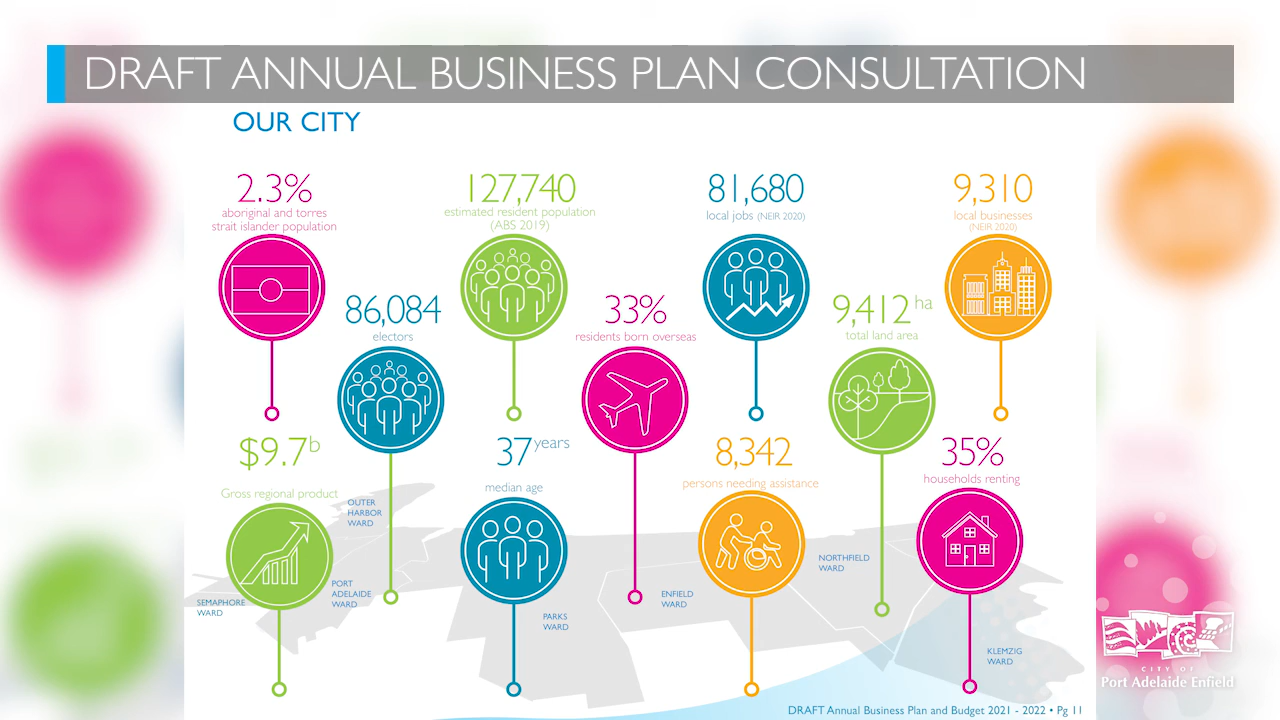 DRAFT ANNUAL BUSINESS PLAN CONSULTATION
OUR CITY
2.3%
aboriginal and torres
strait islander population
127,740
estimated resident population
(ABS 2019)
81,680
local jobs (NEIR 2020)
9,310
local businesses
(NEIR 2020)
86,084
electors
33%
residents born overseas
9,412 ha
total land area
$9.7b
Gross regional product
37 years
median age
8,342
persons needing assistance
35%
households renting
OUTER
HARBOR
WARD
SEMAPHORE
WARD
PORT
ADELAIDE
WARD
PARKS
WARD
ENFIELD
WARD
NORTHFIELD
WARD
KLEMZIG
WARD
CITY OF
Port Adelaide Enfield
DRAFT Annual Business Plan and Budget 2021 - 2022 • Pg 11